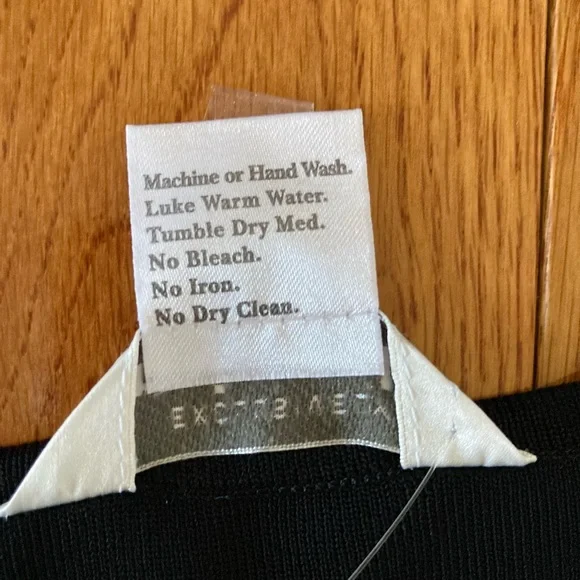 Machine or Hand Wash.
Luke Warm Water.
Tumble Dry Med.
No Bleach.
No Iron.
No Dry Clean.